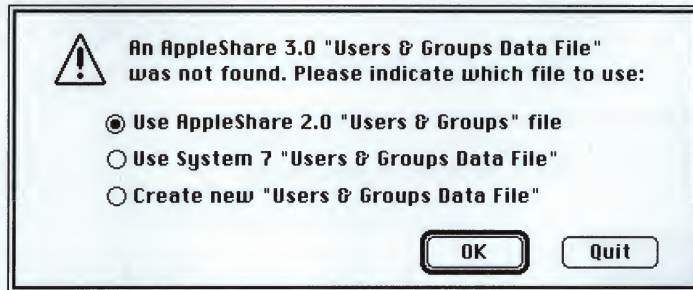 An AppleShare 3.0 "Users & Groups Data File"
was not found. Please indicate which file to use:
Use AppleShare 2.0 "Users & Groups" file
Use System 7 "Users & Groups Data File"
Create new "Users & Groups Data File"
OK Quit